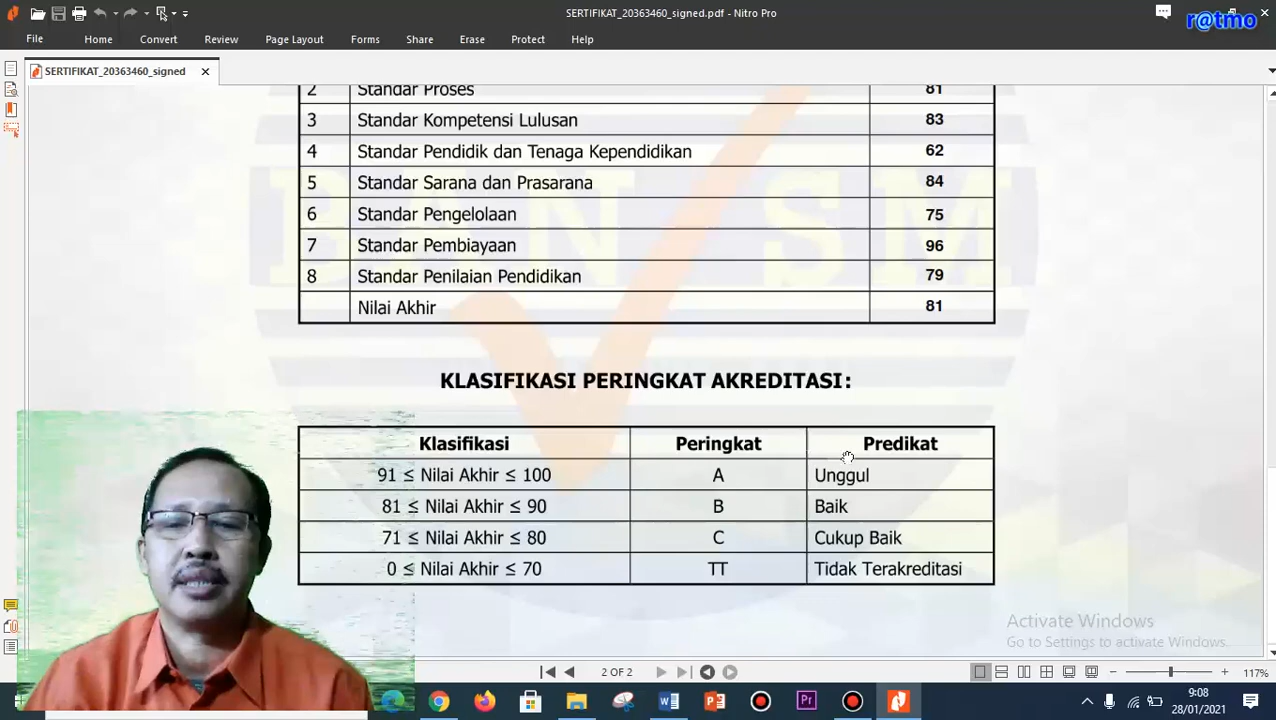 SERTIFIKAT_20363460_signed.pdf - Nitro Pro
r@tmo
File Home Convert Review Page Layout Forms Share Erase Protect Help
SERTIFIKAT_20363460_signed
2 Standar Proses 81
3 Standar Kompetensi Lulusan 83
4 Standar Pendidik dan Tenaga Kependidikan 62
5 Standar Sarana dan Prasarana 84
6 Standar Pengelolaan 75
7 Standar Pembiayaan 96
8 Standar Penilaian Pendidikan 79
Nilai Akhir 81
BAN SM
KLASIFIKASI PERINGKAT AKREDITASI:
Klasifikasi Peringkat Predikat
91 ≤ Nilai Akhir ≤ 100 A Unggul
81 ≤ Nilai Akhir ≤ 90 B Baik
71 ≤ Nilai Akhir ≤ 80 C Cukup Baik
0 ≤ Nilai Akhir ≤ 70 TT Tidak Terakreditasi
Activate Windows
Go to Settings to activate Windows.
2 OF 2
117%
9:08
28/01/2021